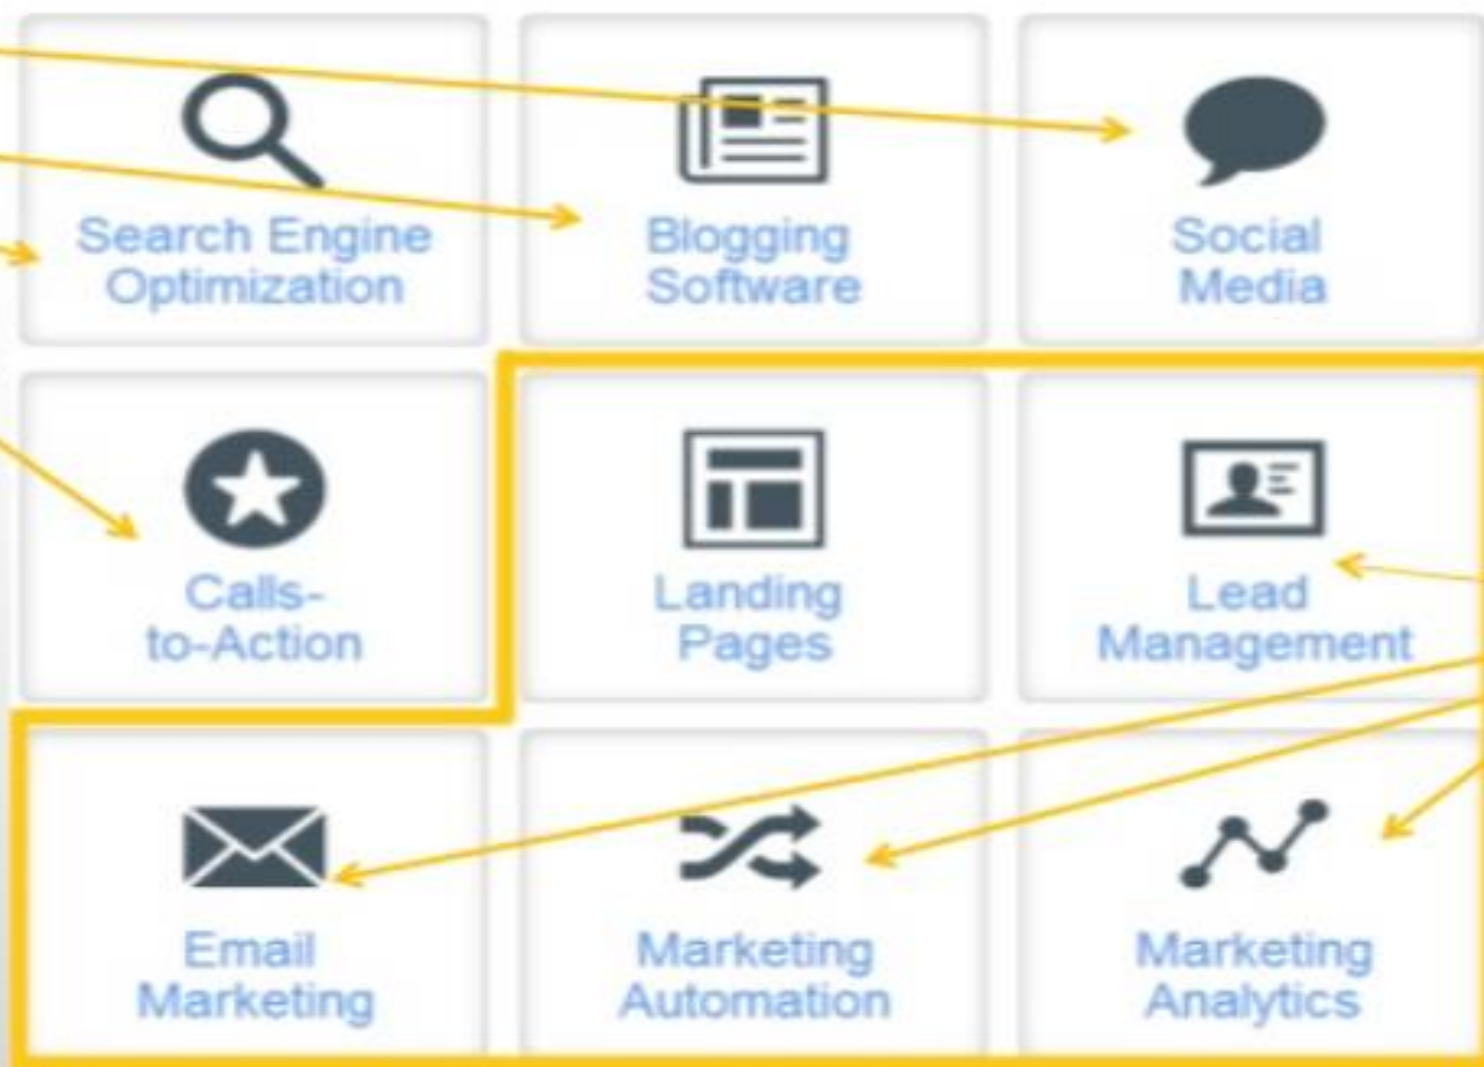 Search Engine
Optimization
Blogging
Software
Social
Media
Calls-
to-Action
Landing
Pages
Lead
Management
Email
Marketing
Marketing
Automation
Marketing
Analytics